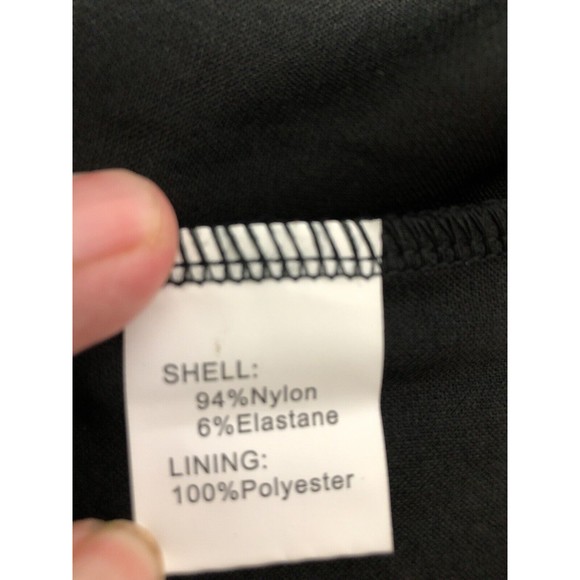 SHELL:
94%Nylon
6%Elastane
LINING:
100%Polyester